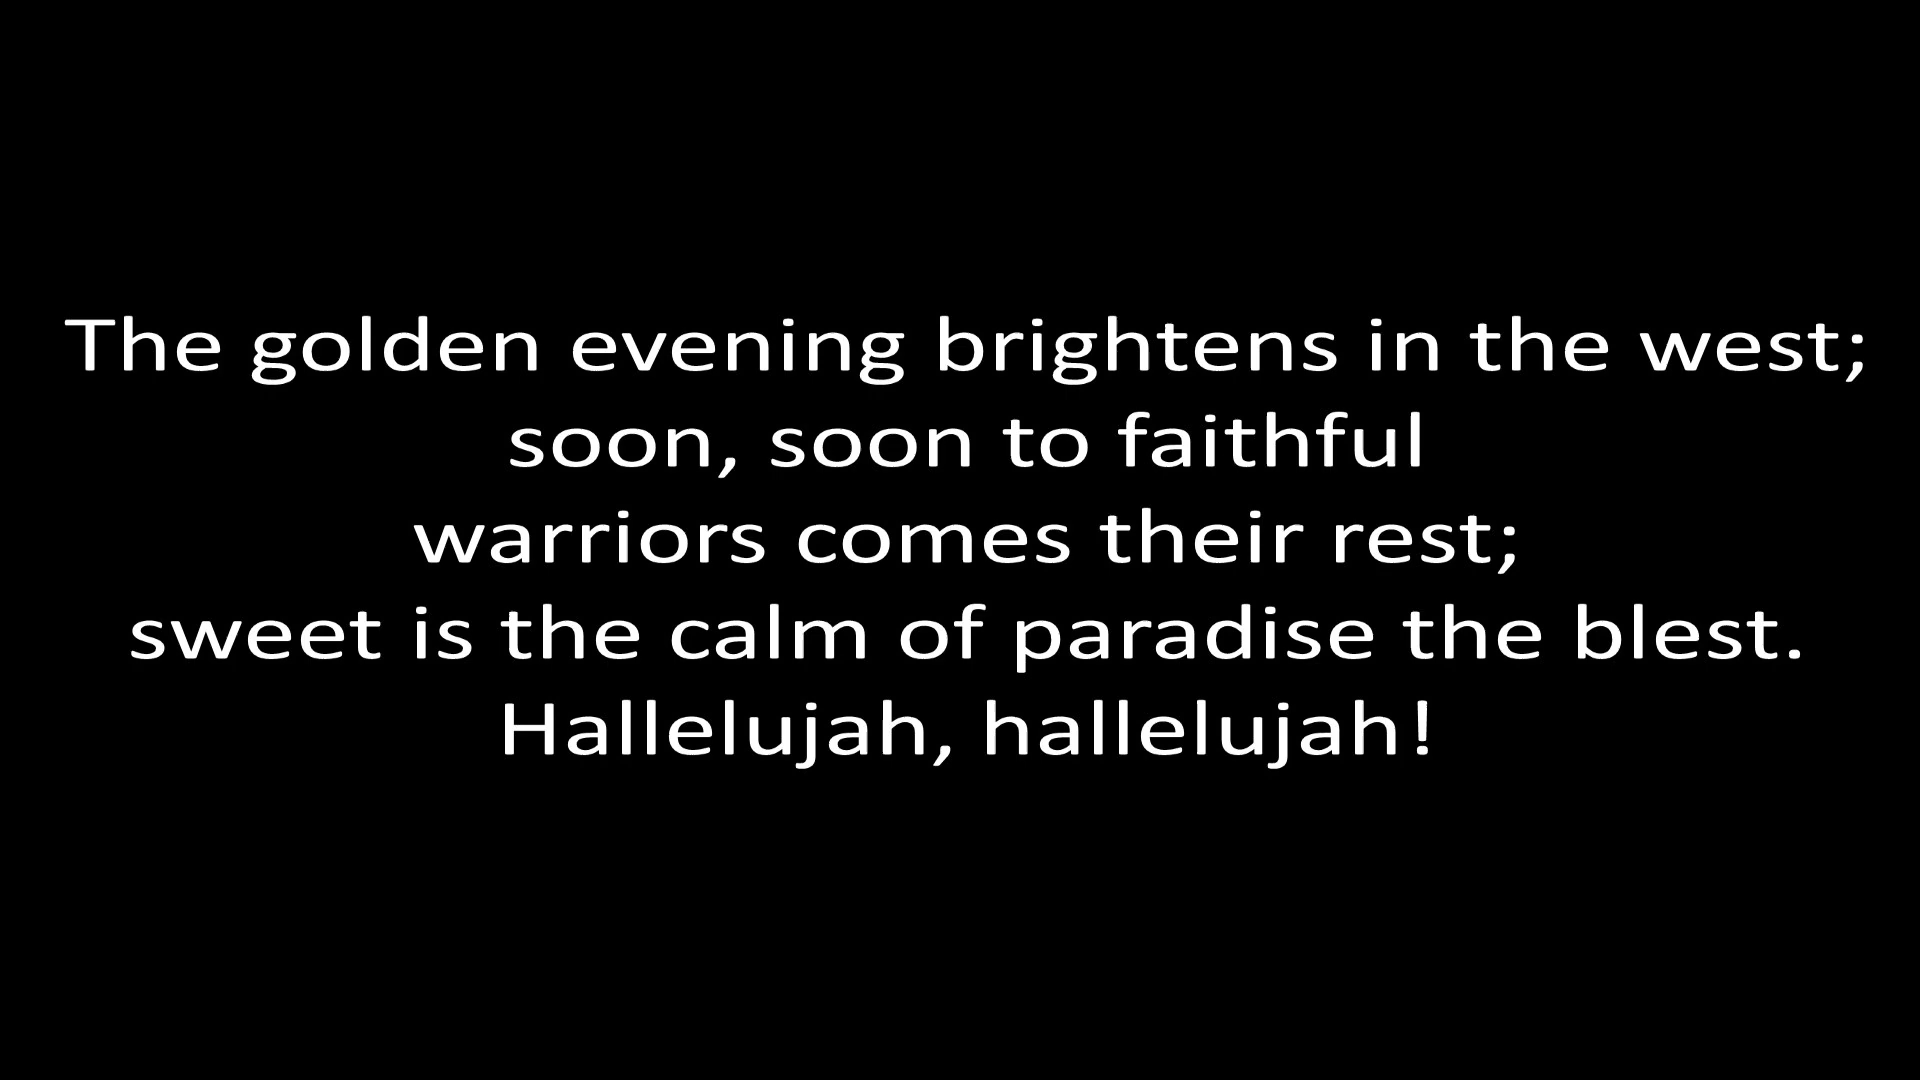 The golden evening brightens in the west;
soon, soon to faithful
warriors comes their rest;
sweet is the calm of paradise the blest.
Hallelujah, hallelujah!